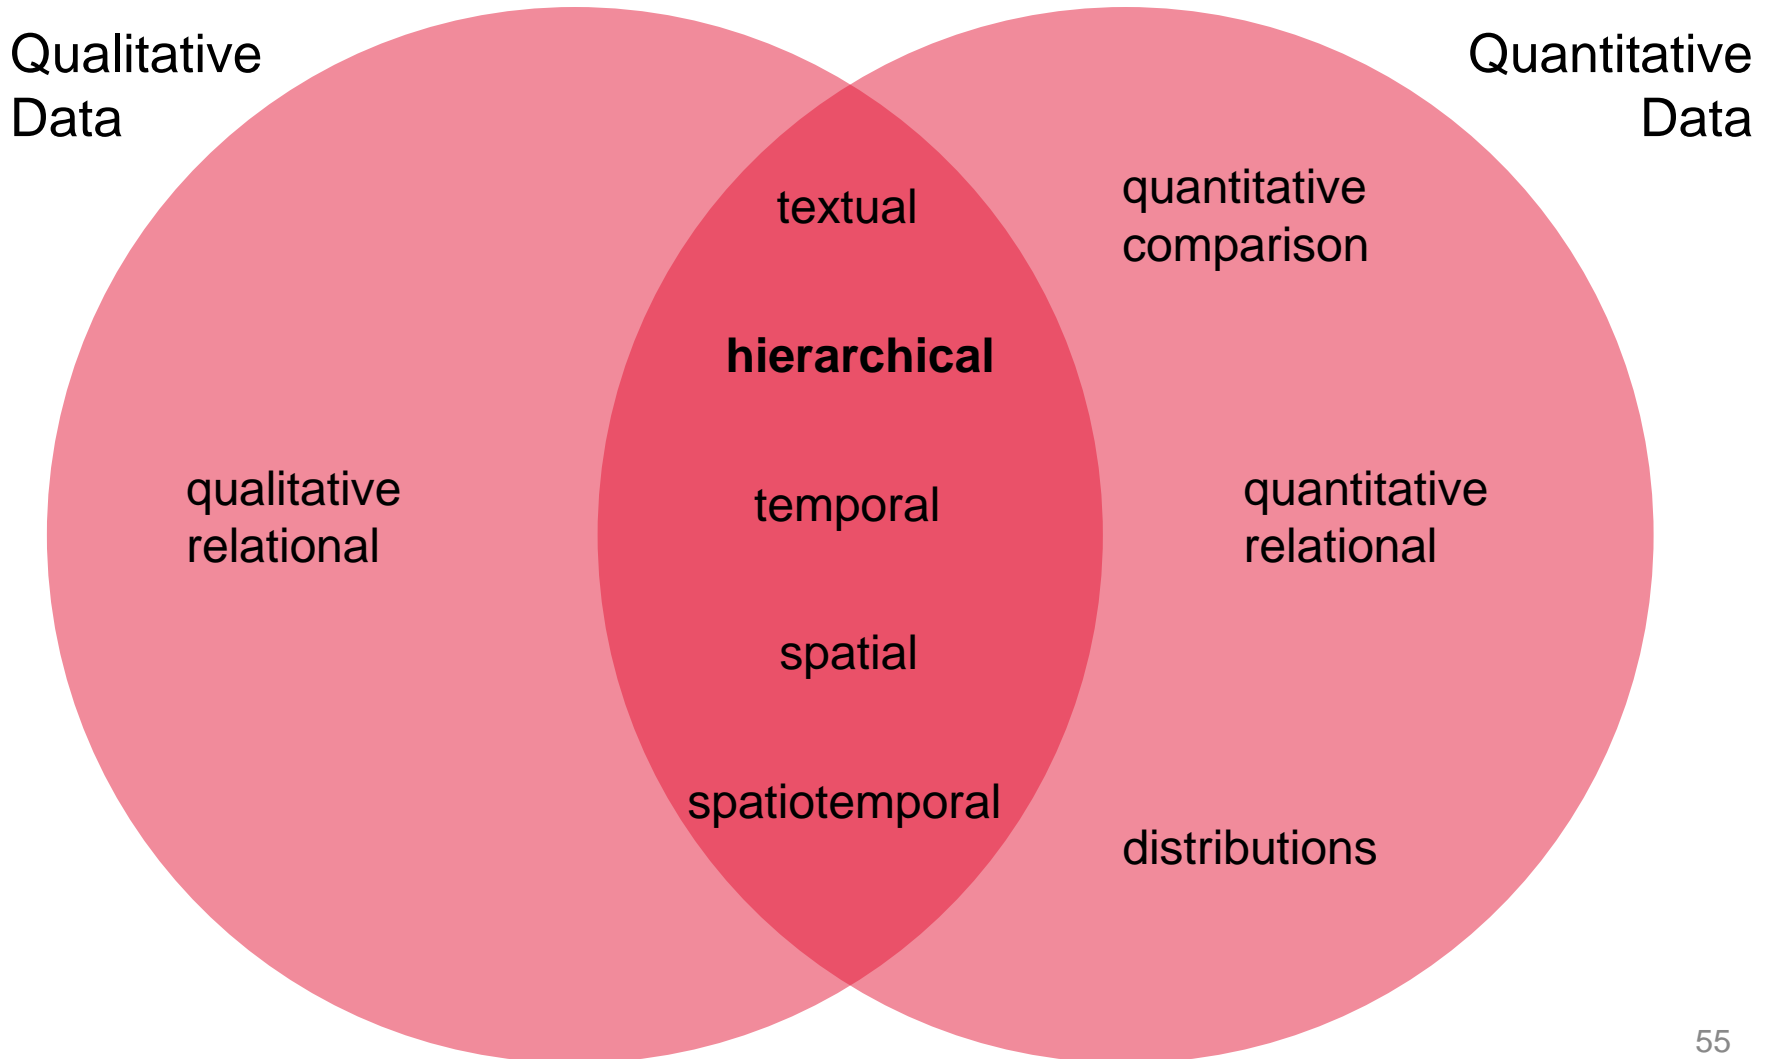 Qualitative
Data
Quantitative
Data
textual
hierarchical
temporal
spatial
spatiotemporal
qualitative
relational
quantitative
comparison
quantitative
relational
distributions
55